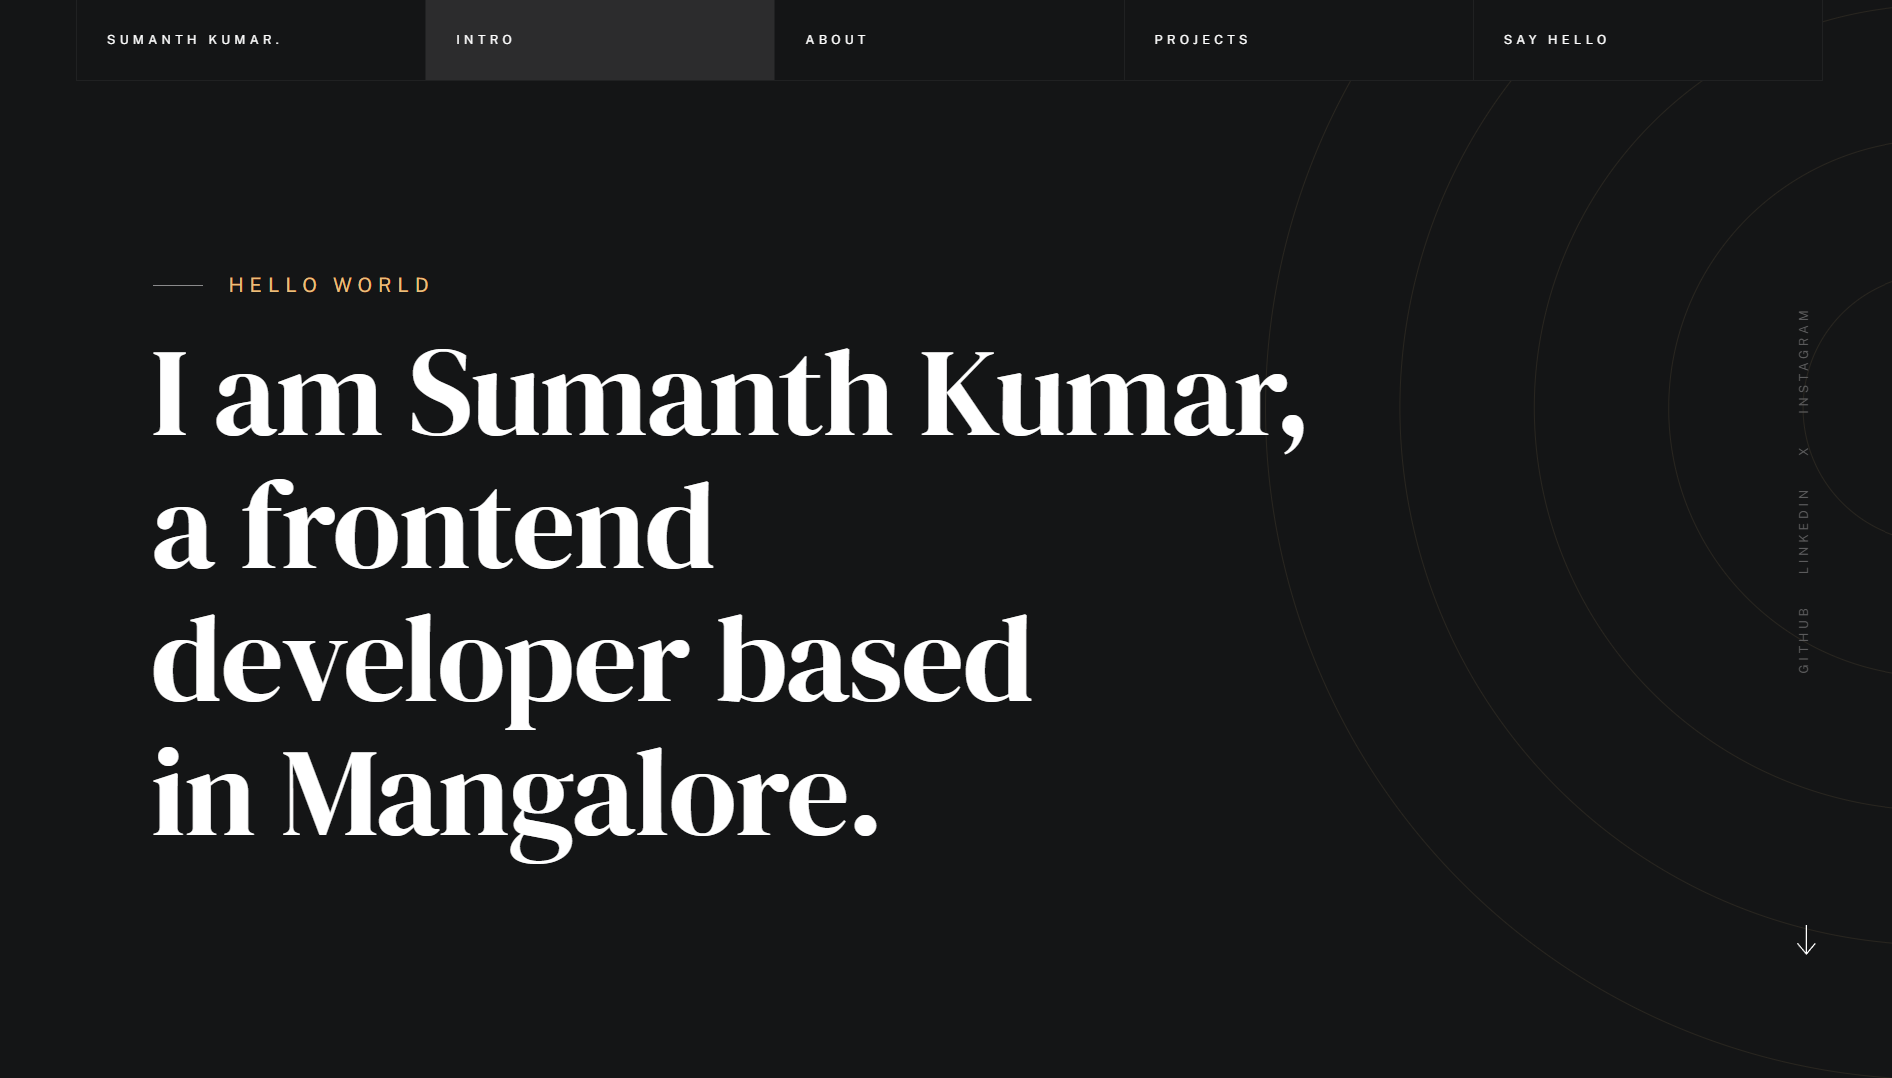 SUMANTH KUMAR.
INTRO
ABOUT
PROJECTS
SAY HELLO
HELLO WORLD
I am Sumanth Kumar,
a frontend
developer based
in Mangalore.
GITHUB
LINKEDIN
X
INSTAGRAM